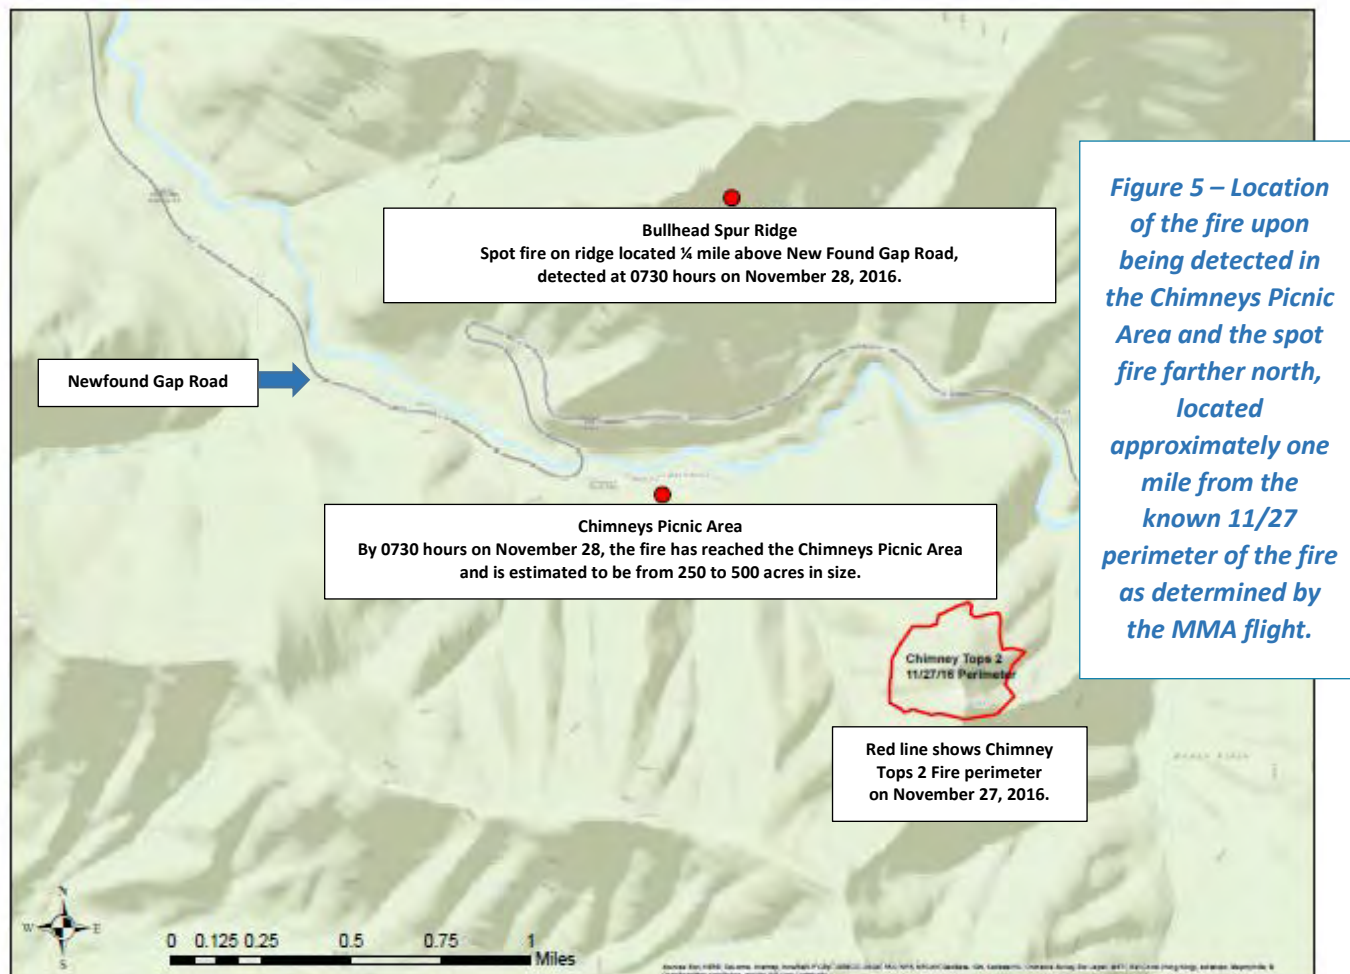 Bullhead Spur Ridge
Spot fire on ridge located ¼ mile above New Found Gap Road,
detected at 0730 hours on November 28, 2016.
Figure 5 – Location
of the fire upon
being detected in
the Chimneys Picnic
Area and the spot
fire farther north,
located
approximately one
mile from the
known 11/27
perimeter of the fire
as determined by
the MMA flight.
Newfound Gap Road
Chimneys Picnic Area
By 0730 hours on November 28, the fire has reached the Chimneys Picnic Area
and is estimated to be from 250 to 500 acres in size.
Chimney Tops 2
11/27/16 Perimeter
Red line shows Chimney
Tops 2 Fire perimeter
on November 27, 2016.
N
W E
S
0 0.125 0.25 0.5 0.75 1
Miles